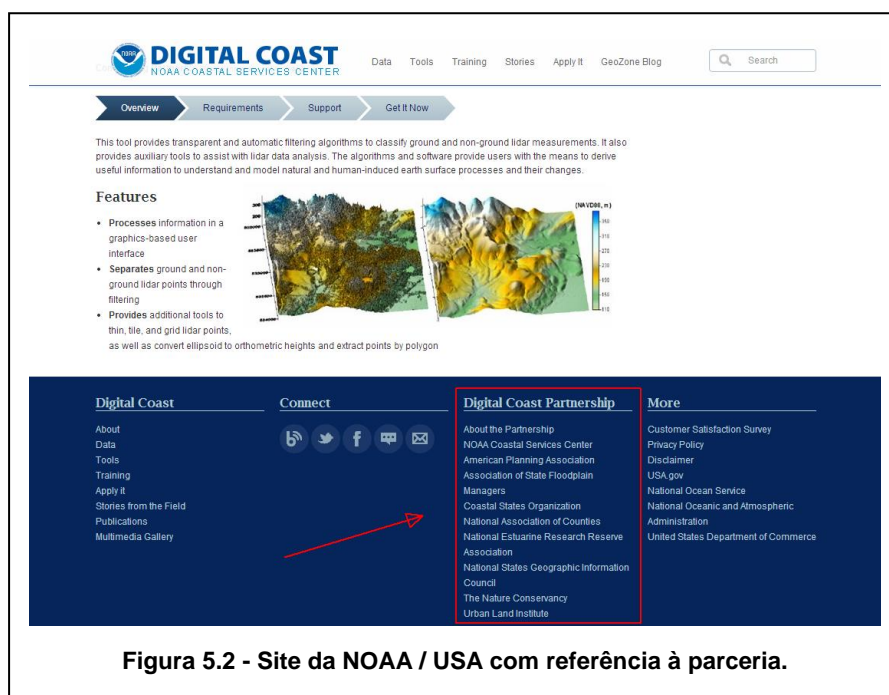 NOAA
DIGITAL COAST
NOAA COASTAL SERVICES CENTER
Data Tools Training Stories Apply It GeoZone Blog
Search
Overview Requirements Support Get It Now
This tool provides transparent and automatic filtering algorithms to classify ground and non-ground lidar measurements. It also
provides auxiliary tools to assist with lidar data analysis. The algorithms and software provide users with the means to derive
useful information to understand and model natural and human-induced earth surface processes and their changes.
Features
• Processes information in a
graphics-based user
interface
• Separates ground and non-
ground lidar points through
filtering
• Provides additional tools to
thin, tile, and grid lidar points,
as well as convert ellipsoid to orthometric heights and extract points by polygon
(NAVD88, m)
Digital Coast
About
Data
Tools
Training
Apply it
Stories from the Field
Publications
Multimedia Gallery
Connect
Digital Coast Partnership
About the Partnership
NOAA Coastal Services Center
American Planning Association
Association of State Floodplain
Managers
Coastal States Organization
National Association of Counties
National Estuarine Research Reserve
Association
National States Geographic Information
Council
The Nature Conservancy
Urban Land Institute
More
Customer Satisfaction Survey
Privacy Policy
Disclaimer
USA.gov
National Ocean Service
National Oceanic and Atmospheric
Administration
United States Department of Commerce
Figura 5.2 - Site da NOAA / USA com referência à parceria.